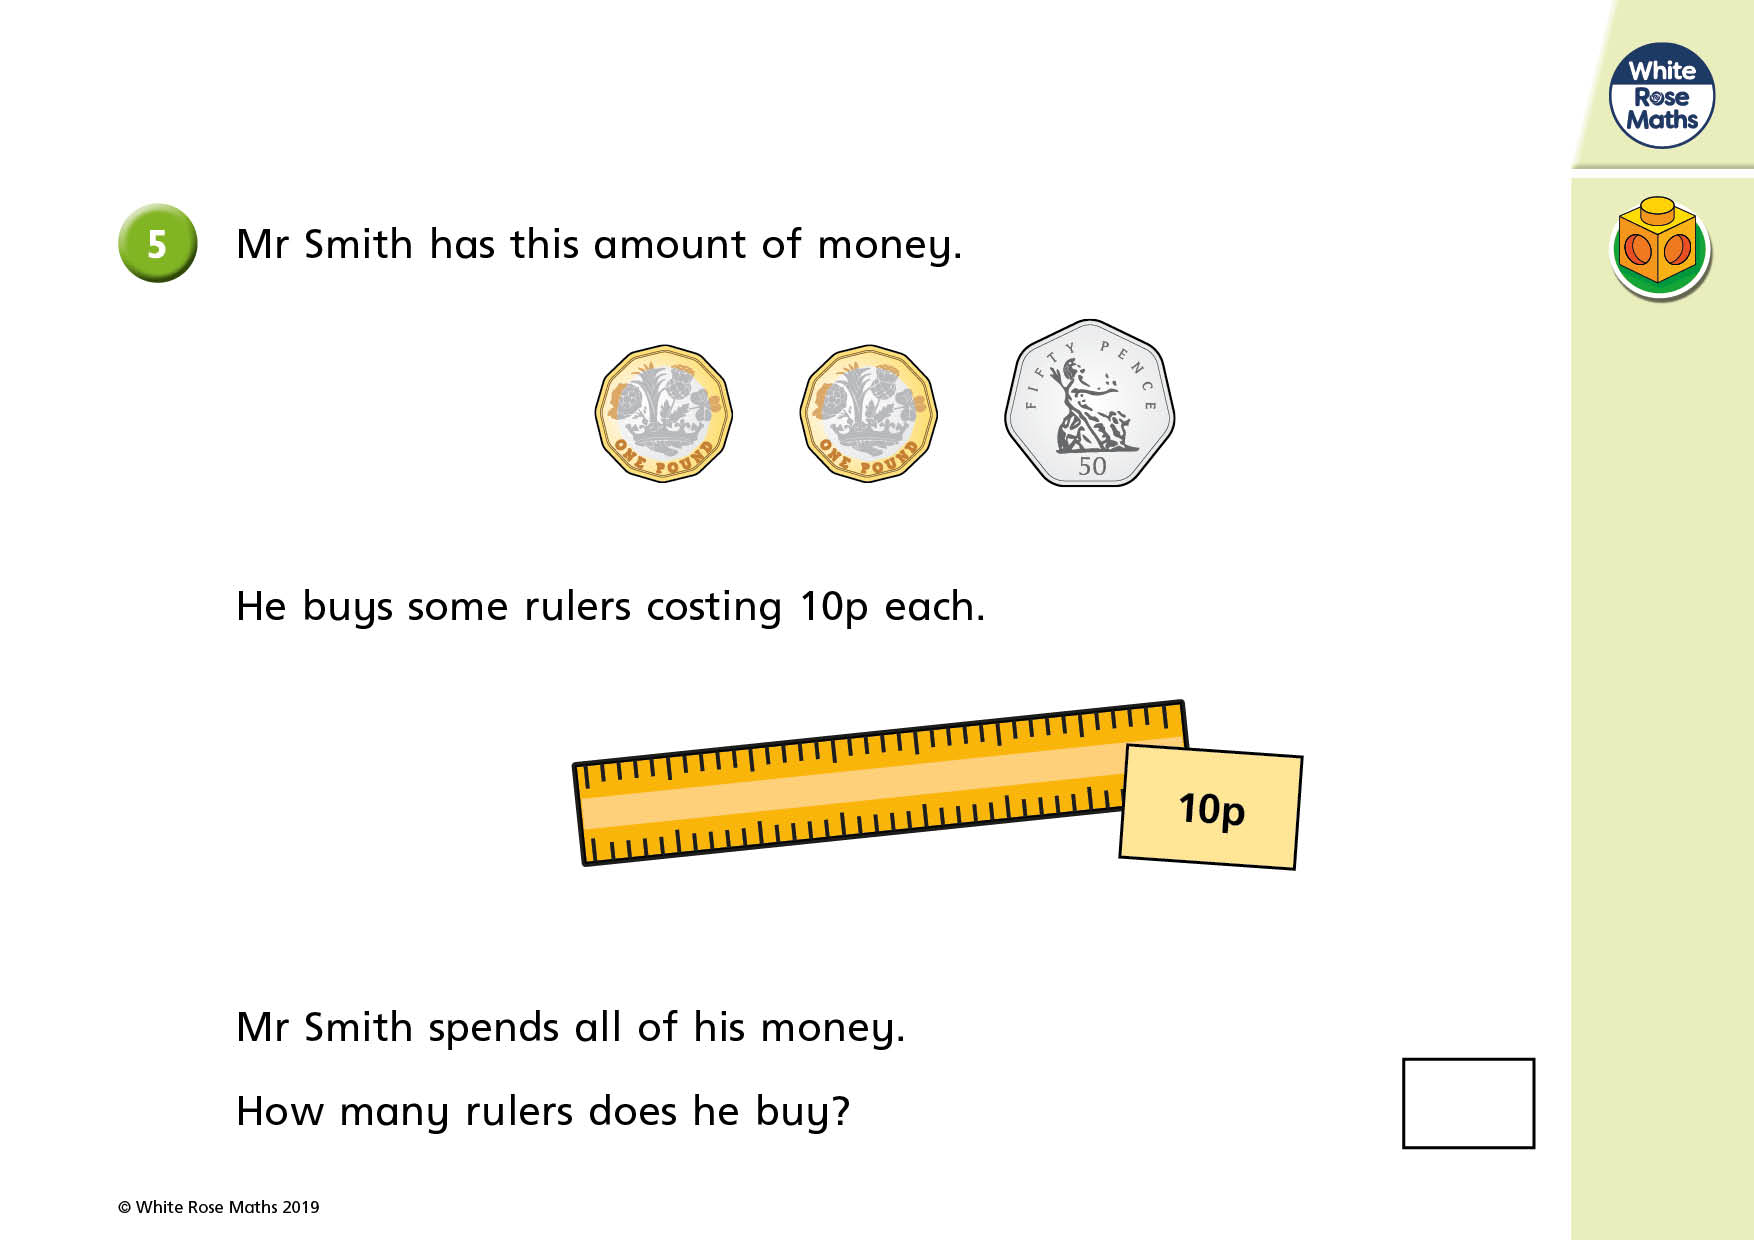 White
Rose
Maths
5 Mr Smith has this amount of money.
ONE POUND
ONE POUND
FIFTY PENCE
50
He buys some rulers costing 10p each.
10p
Mr Smith spends all of his money.
How many rulers does he buy?
© White Rose Maths 2019